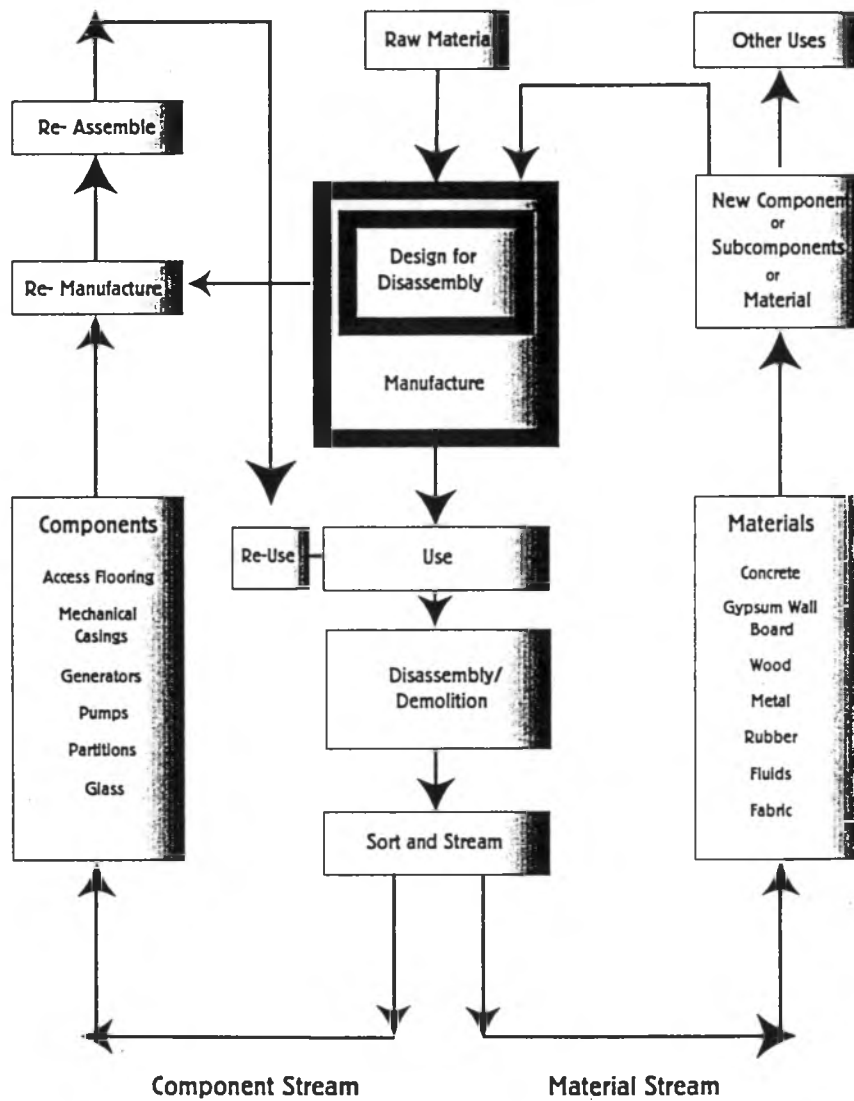 Raw Material
Other Uses
Re- Assemble
New Component
or
Subcomponents
or
Material
Design for
Disassembly
Re- Manufacture
Manufacture
Components
Access Flooring
Mechanical
Casings
Generators
Pumps
Partitions
Glass
Re-Use
Use
Materials
Concrete
Gypsum Wall
Board
Wood
Metal
Rubber
Fluids
Fabric
Disassembly/
Demolition
Sort and Stream
Component Stream
Material Stream